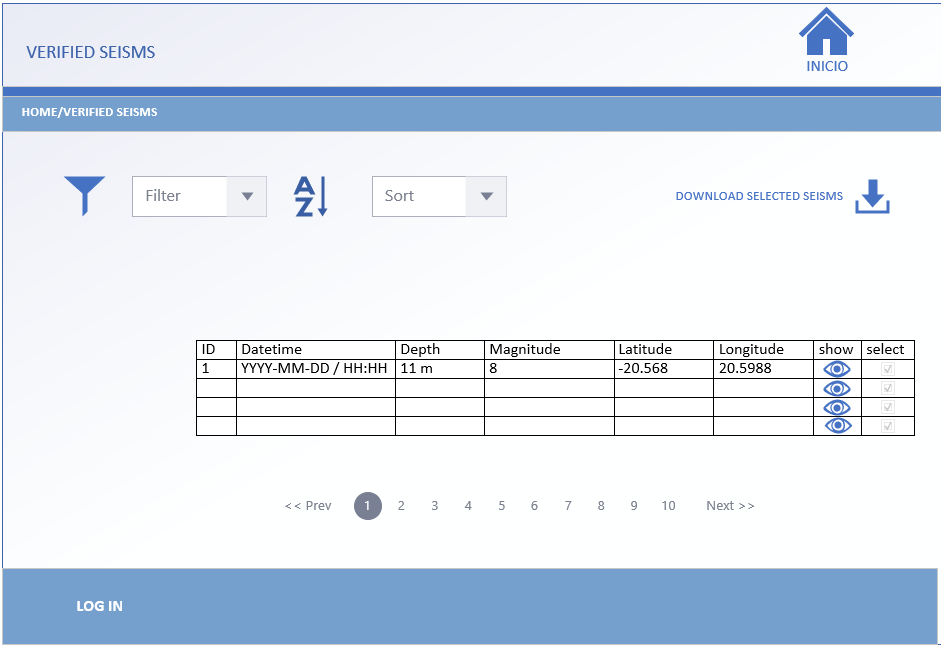 VERIFIED SEISMS
INICIO
HOME/VERIFIED SEISMS
Filter
A
Z
Sort
DOWNLOAD SELECTED SEISMS
ID Datetime Depth Magnitude Latitude Longitude show select
1 YYYY-MM-DD / HH:HH 11 m 8 -20.568 20.5988
<< Prev 1 2 3 4 5 6 7 8 9 10 Next >>
LOG IN